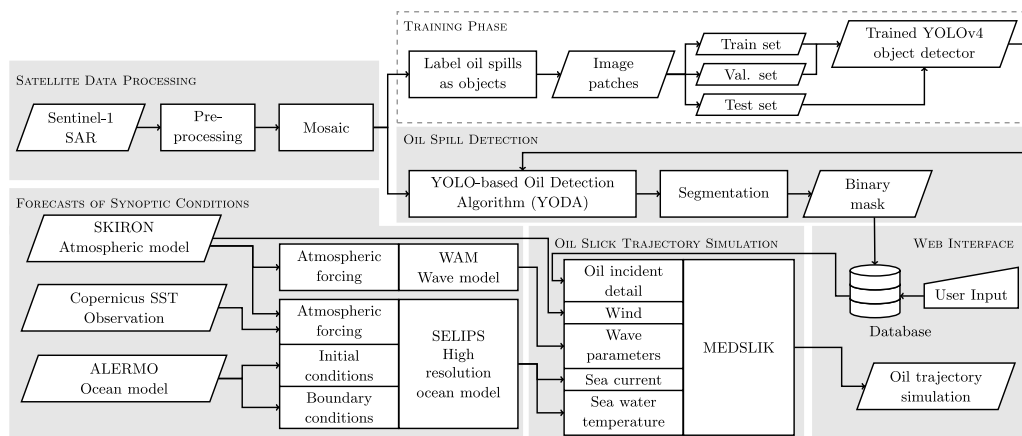 TRAINING PHASE
Label oil spills
as objects
Image
patches
Train set
Val. set
Test set
Trained YOLOv4
object detector
SATELLITE DATA PROCESSING
Sentinel-1
SAR
Pre-
processing
Mosaic
OIL SPILL DETECTION
YOLO-based Oil Detection
Algorithm (YODA)
Segmentation
Binary
mask
FORECASTS OF SYNOPTIC CONDITIONS
SKIRON
Atmospheric model
Copernicus SST
Observation
ALERMO
Ocean model
Atmospheric
forcing
WAM
Wave model
Atmospheric
forcing
Initial
conditions
Boundary
conditions
SELIPS
High
resolution
ocean model
OIL SLICK TRAJECTORY SIMULATION
Oil incident
detail
Wind
Wave
parameters
Sea current
Sea water
temperature
MEDSLIK
WEB INTERFACE
User Input
Database
Oil trajectory
simulation